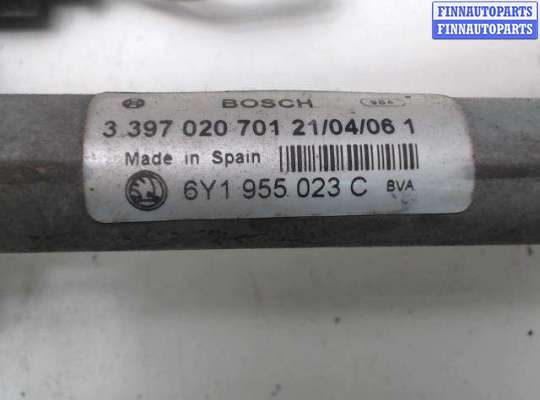 FINNAUTOPARTS
FINNAUTOPARTS
BOSCH
3 397 020 701 21/04/06 1
Made in Spain
6Y1 955 023 C BVA